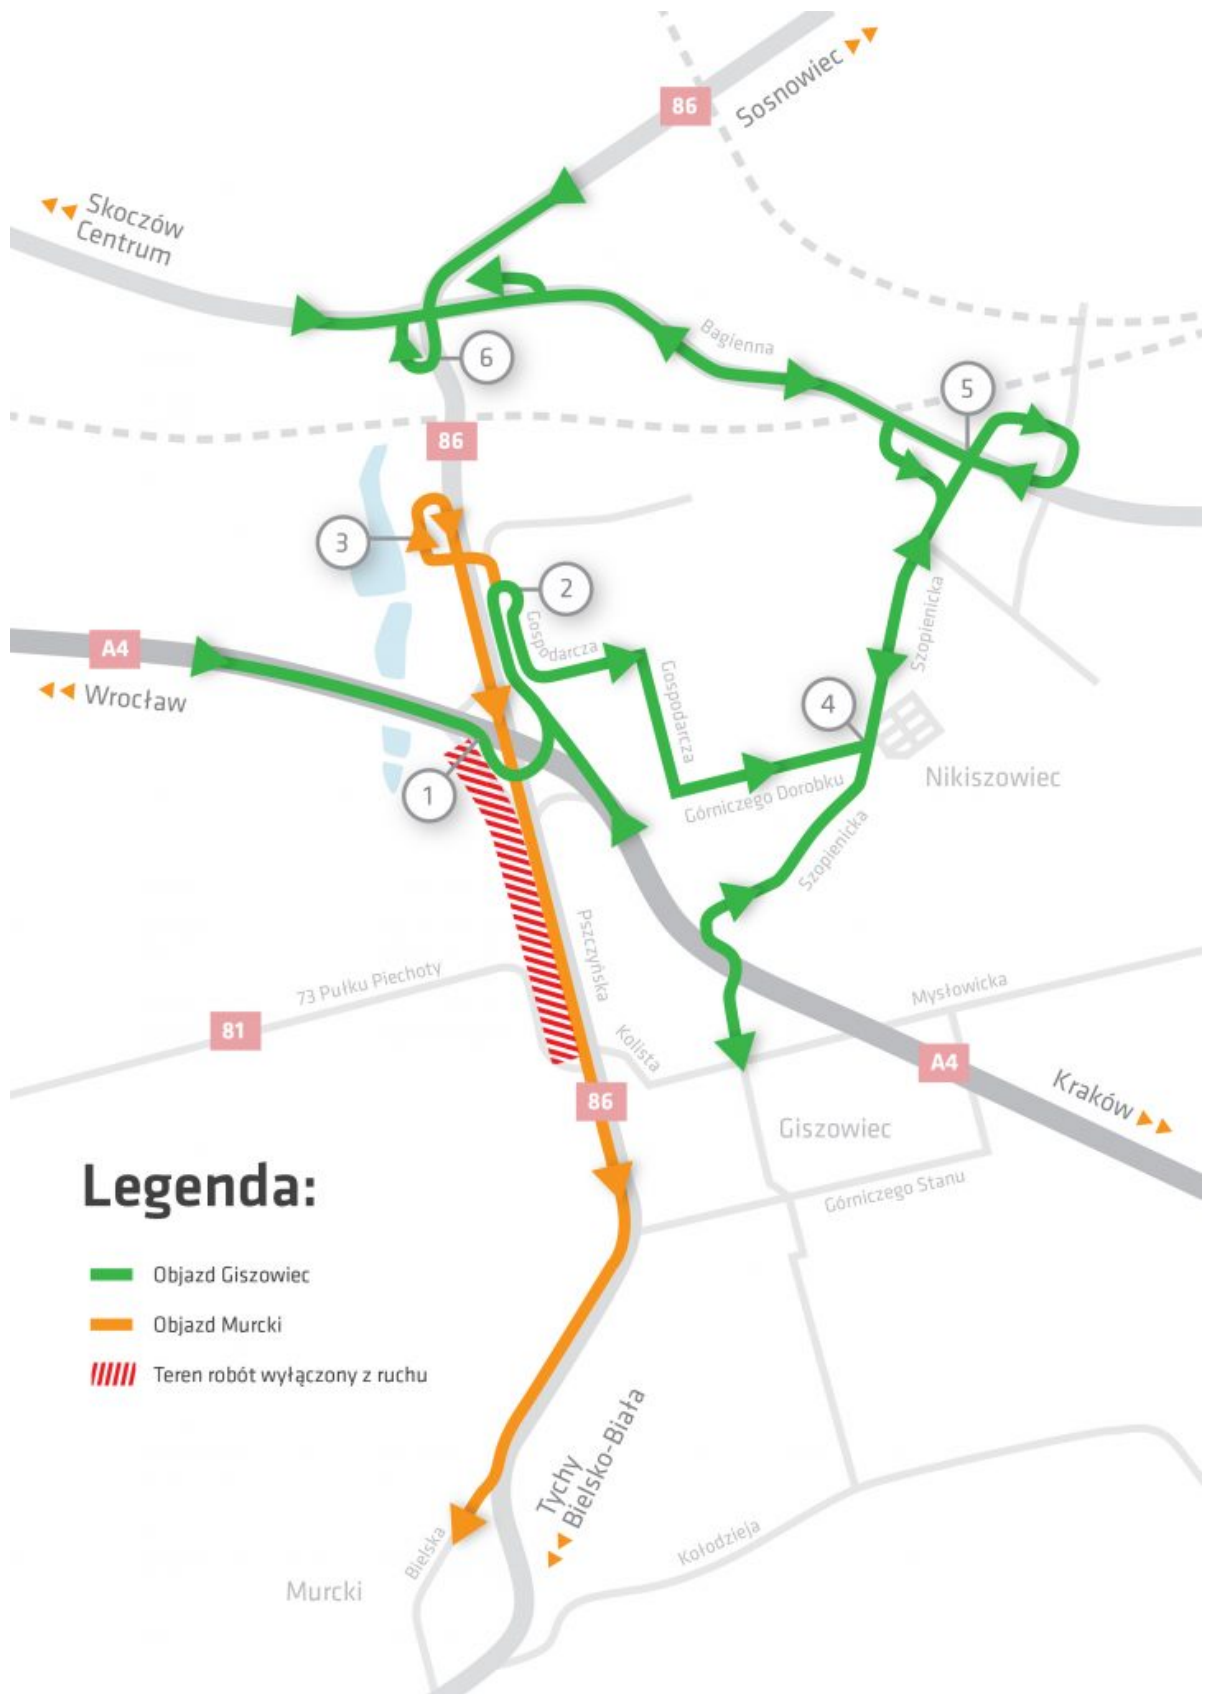 86
Sosnowiec
Skoczów
Centrum
Bagienna
6
5
86
3
2
Gospodarcza
Szopienicka
A4
Wrocław
Gospodarcza
4
1
Górniczego Dorobku
Nikiszowiec
Szopienicka
Pszczyńska
73 Pułku Piechoty
Mysłowicka
81
Kolista
A4
86
Kraków
Giszowiec
Górniczego Stanu
Legenda:
Objazd Giszowiec
Objazd Murcki
Teren robót wyłączony z ruchu
Tychy
Bielsko-Biała
Bielska
Kołodzieja
Murcki